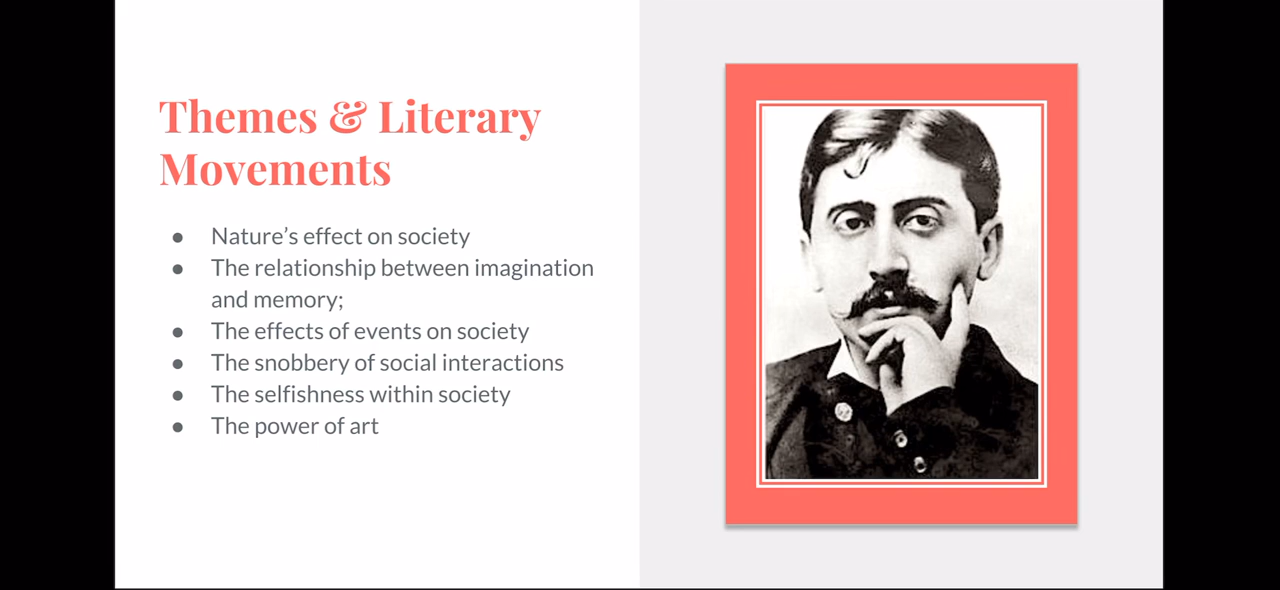 Themes & Literary
Movements
● Nature’s effect on society
● The relationship between imagination
and memory;
● The effects of events on society
● The snobbery of social interactions
● The selfishness within society
● The power of art